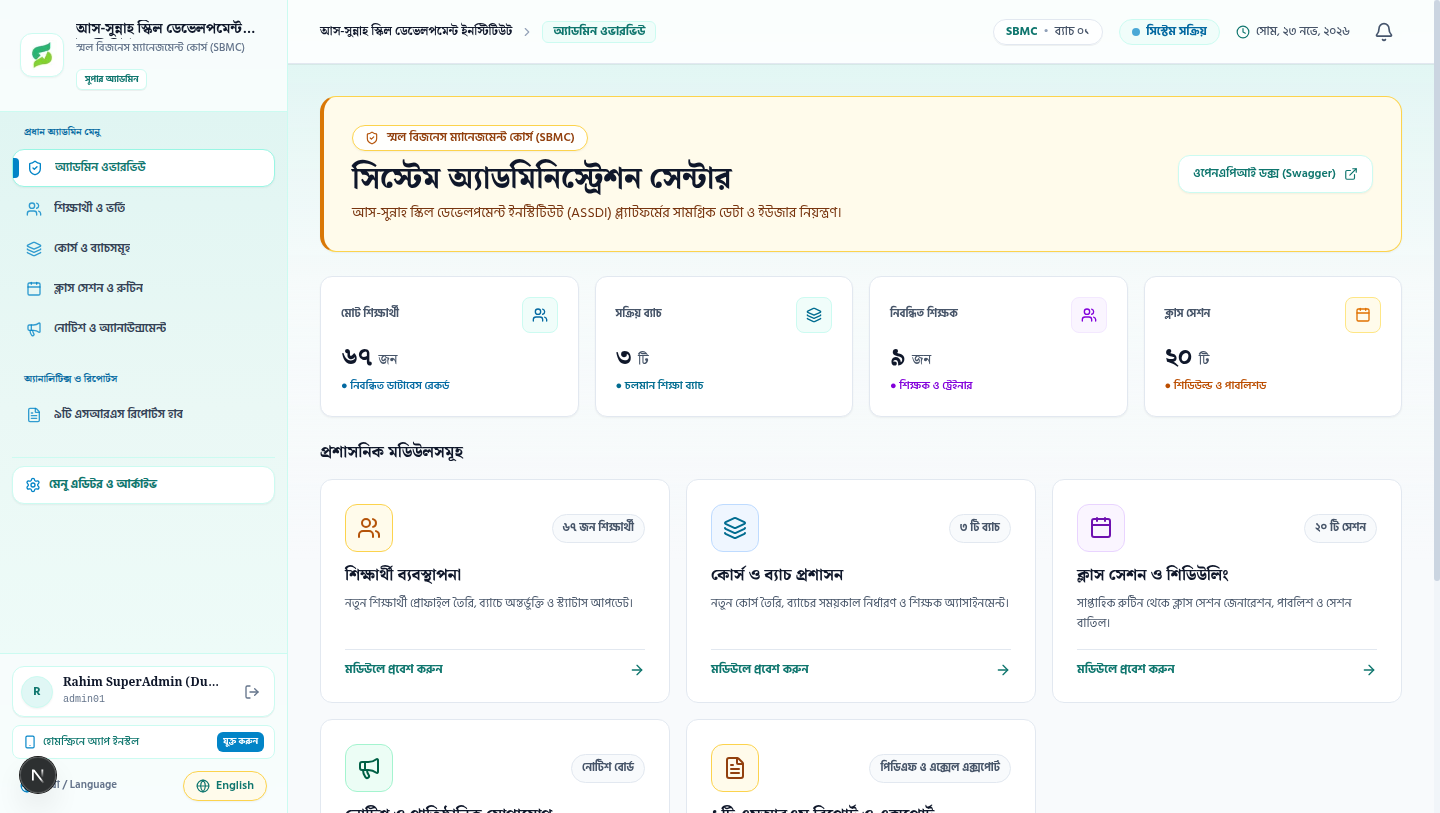 আস-সুন্নাহ স্কিল ডেভেলপমেন্ট...
স্মল বিজনেস ম্যানেজমেন্ট কোর্স (SBMC)
সুপার অ্যাডমিন
প্রধান অ্যাডমিন মেনু
অ্যাডমিন ওভারভিউ
শিক্ষার্থী ও ভর্তি
কোর্স ও ব্যাচসমূহ
ক্লাস সেশন ও রুটিন
নোটিশ ও অ্যানাউন্সমেন্ট
অ্যানালিটিক্স ও রিপোর্টস
৯টি এসআরএস রিপোর্টস হাব
মেনু এডিটর ও আর্কাইভ
R
Rahim SuperAdmin (Du...
admin01
হোমস্ক্রিনে অ্যাপ ইনস্টল
যুক্ত করুন
/ Language
English
আস-সুন্নাহ স্কিল ডেভেলপমেন্ট ইনস্টিটিউট
অ্যাডমিন ওভারভিউ
SBMC • ব্যাচ ০১
সিস্টেম সক্রিয়
সোম, ২৩ নভে, ২০২৬
স্মল বিজনেস ম্যানেজমেন্ট কোর্স (SBMC)
সিস্টেম অ্যাডমিনিস্ট্রেশন সেন্টার
আস-সুন্নাহ স্কিল ডেভেলপমেন্ট ইনস্টিটিউট (ASSDI) প্ল্যাটফর্মের সামগ্রিক ডেটা ও ইউজার নিয়ন্ত্রণ।
ওপেনএপিআই ডক্স (Swagger)
মোট শিক্ষার্থী
৬৭ জন
● নিবন্ধিত ডাটাবেস রেকর্ড
সক্রিয় ব্যাচ
৩ টি
● চলমান শিক্ষা ব্যাচ
নিবন্ধিত শিক্ষক
৯ জন
● শিক্ষক ও ট্রেইনার
ক্লাস সেশন
২০ টি
● শিডিউল্ড ও পাবলিশড
প্রশাসনিক মডিউলসমূহ
৬৭ জন শিক্ষার্থী
শিক্ষার্থী ব্যবস্থাপনা
নতুন শিক্ষার্থী প্রোফাইল তৈরি, ব্যাচে অন্তর্ভুক্তি ও স্ট্যাটাস আপডেট।
মডিউলে প্রবেশ করুন
৩ টি ব্যাচ
কোর্স ও ব্যাচ প্রশাসন
নতুন কোর্স তৈরি, ব্যাচের সময়কাল নির্ধারণ ও শিক্ষক অ্যাসাইনমেন্ট।
মডিউলে প্রবেশ করুন
২০ টি সেশন
ক্লাস সেশন ও শিডিউলিং
সাপ্তাহিক রুটিন থেকে ক্লাস সেশন জেনারেশন, পাবলিশ ও সেশন
বাতিল।
মডিউলে প্রবেশ করুন
নোটিশ বোর্ড
নোটিশ ও প্রাতিষ্ঠানিক যোগাযোগ
পিডিএফ ও এক্সেল এক্সপোর্ট
৯টি এসআরএস রিপোর্ট ও এক্সপোর্ট